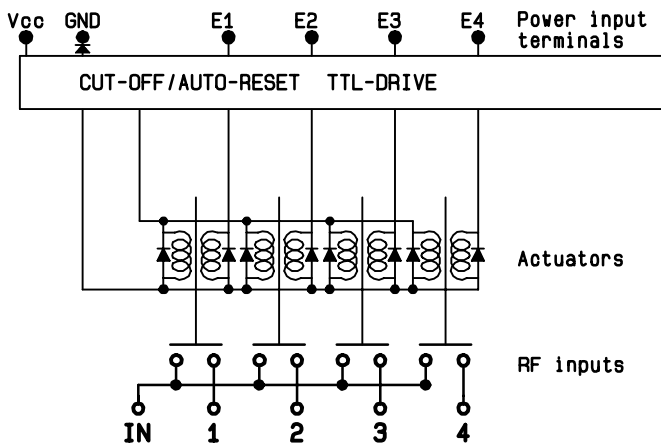 Vcc GND E1 E2 E3 E4 Power input
terminals
CUT-OFF/AUTO-RESET TTL-DRIVE
Actuators
RF inputs
IN 1 2 3 4